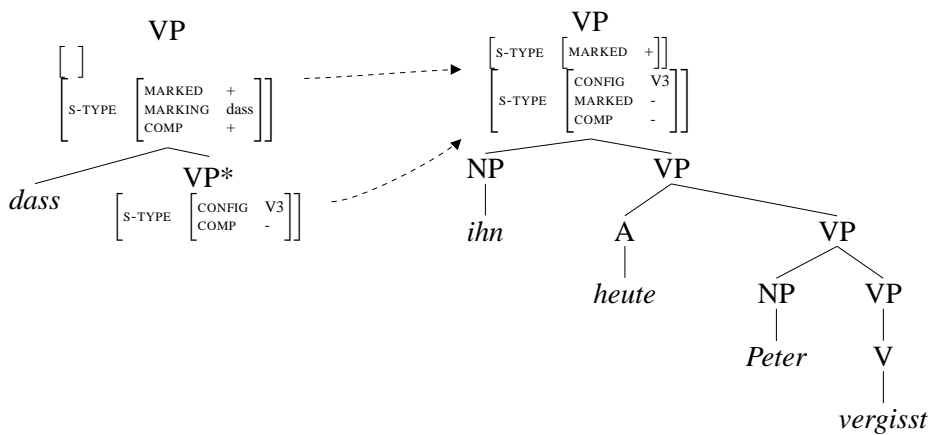 VP
[ ]
[S-TYPE [MARKED + MARKING dass COMP +]]
dass
VP*
[S-TYPE [CONFIG V3 COMP -]]
VP
[S-TYPE [MARKED +]]
[S-TYPE [CONFIG V3 MARKED - COMP -]]
NP VP
ihn
A VP
heute
NP VP
Peter V
vergisst